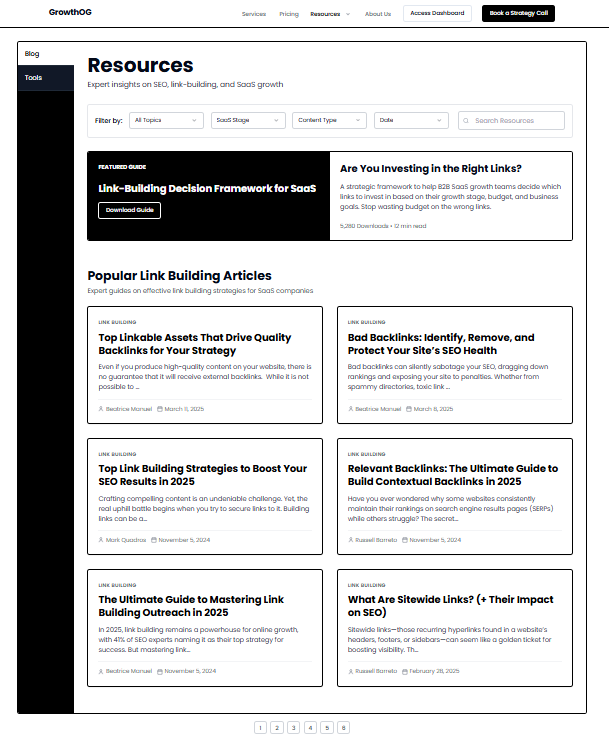 GrowthOG
Services Pricing Resources About Us Access Dashboard Book a Strategy Call
Blog
Tools
Resources
Expert insights on SEO, link-building, and SaaS growth
Filter by: All Topics SaaS Stage Content Type Date Search Resources
FEATURED GUIDE
Link-Building Decision Framework for SaaS
Download Guide
Are You Investing in the Right Links?
A strategic framework to help B2B SaaS growth teams decide which
links to invest in based on their growth stage, budget, and business
goals. Stop wasting budget on the wrong links.
5,280 Downloads • 12 min read
Popular Link Building Articles
Expert guides on effective link building strategies for SaaS companies
LINK BUILDING
Top Linkable Assets That Drive Quality
Backlinks for Your Strategy
Even if you produce high-quality content on your website, there is
no guarantee that it will receive external backlinks. While it is not
possible to ...
Beatrice Manuel March 11, 2025
LINK BUILDING
Bad Backlinks: Identify, Remove, and
Protect Your Site's SEO Health
Bad backlinks can silently sabotage your SEO, dragging down
rankings and exposing your site to penalties. Whether from
spammy directories, toxic link ...
Beatrice Manuel March 8, 2025
LINK BUILDING
Top Link Building Strategies to Boost Your
SEO Results in 2025
Crafting compelling content is an undeniable challenge. Yet, the
real uphill battle begins when you try to secure links to it. Building
links can be a...
Mark Quadros November 5, 2024
LINK BUILDING
Relevant Backlinks: The Ultimate Guide to
Build Contextual Backlinks in 2025
Have you ever wondered why some websites consistently
maintain their rankings on search engine results pages (SERPs)
while others struggle? The secret...
Russell Barreto November 5, 2024
LINK BUILDING
The Ultimate Guide to Mastering Link
Building Outreach in 2025
In 2025, link building remains a powerhouse for online growth,
with 41% of SEO experts naming it as their top strategy for
success. But mastering link...
Beatrice Manuel November 5, 2024
LINK BUILDING
What Are Sitewide Links? (+ Their Impact
on SEO)
Sitewide links—those recurring hyperlinks found in a website's
headers, footers, or sidebars—can seem like a golden ticket for
boosting visibility. Th...
Russell Barreto February 28, 2025
1 2 3 4 5 6